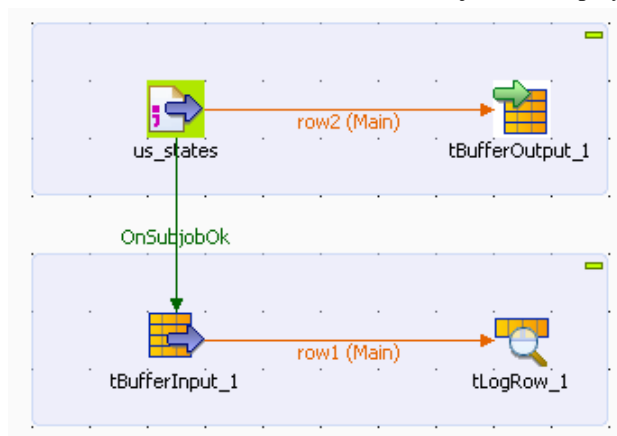 row2 (Main)
us_states
tBufferOutput_1
OnSubjobOk
row1 (Main)
tBufferInput_1
tLogRow_1